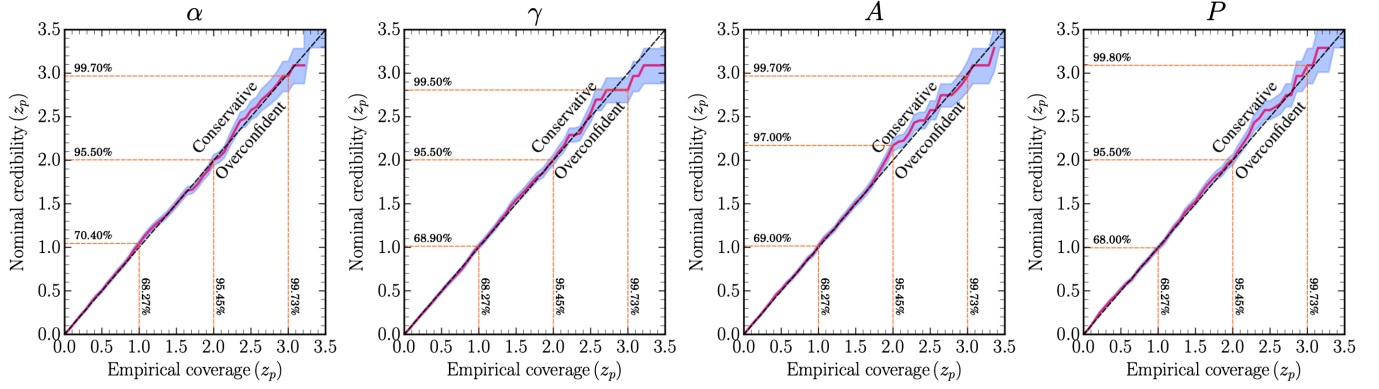 α
3.5
3.0
2.5
2.0
1.5
1.0
0.5
0.0
Nominal credibility (z_p)
99.70%
95.50%
70.40%
Conservative
Overconfident
68.27%
95.45%
99.73%
0.0 0.5 1.0 1.5 2.0 2.5 3.0 3.5
Empirical coverage (z_p)
γ
3.5
3.0
2.5
2.0
1.5
1.0
0.5
0.0
Nominal credibility (z_p)
99.50%
95.50%
68.90%
Conservative
Overconfident
68.27%
95.45%
99.73%
0.0 0.5 1.0 1.5 2.0 2.5 3.0 3.5
Empirical coverage (z_p)
A
3.5
3.0
2.5
2.0
1.5
1.0
0.5
0.0
Nominal credibility (z_p)
99.70%
97.00%
69.00%
Conservative
Overconfident
68.27%
95.45%
99.73%
0.0 0.5 1.0 1.5 2.0 2.5 3.0 3.5
Empirical coverage (z_p)
P
3.5
3.0
2.5
2.0
1.5
1.0
0.5
0.0
Nominal credibility (z_p)
99.80%
95.50%
68.00%
Conservative
Overconfident
68.27%
95.45%
99.73%
0.0 0.5 1.0 1.5 2.0 2.5 3.0 3.5
Empirical coverage (z_p)